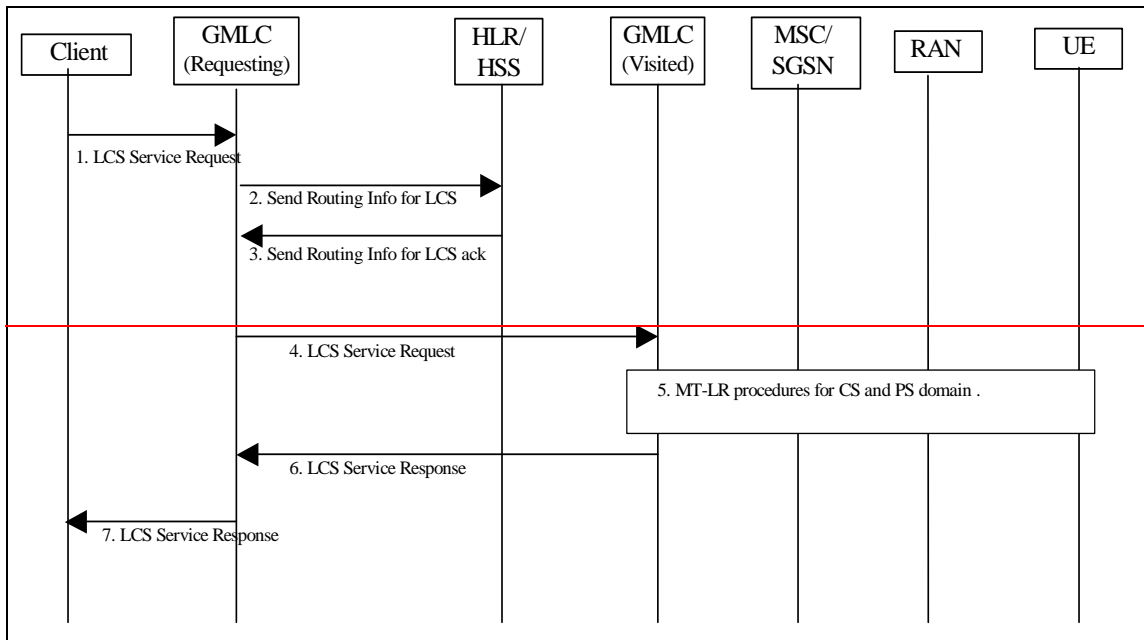 Client
GMLC
(Requesting)
HLR/
HSS
GMLC
(Visited)
MSC/
SGSN
RAN
UE
1. LCS Service Request
2. Send Routing Info for LCS
3. Send Routing Info for LCS ack
4. LCS Service Request
5. MT-LR procedures for CS and PS domain .
6. LCS Service Response
7. LCS Service Response